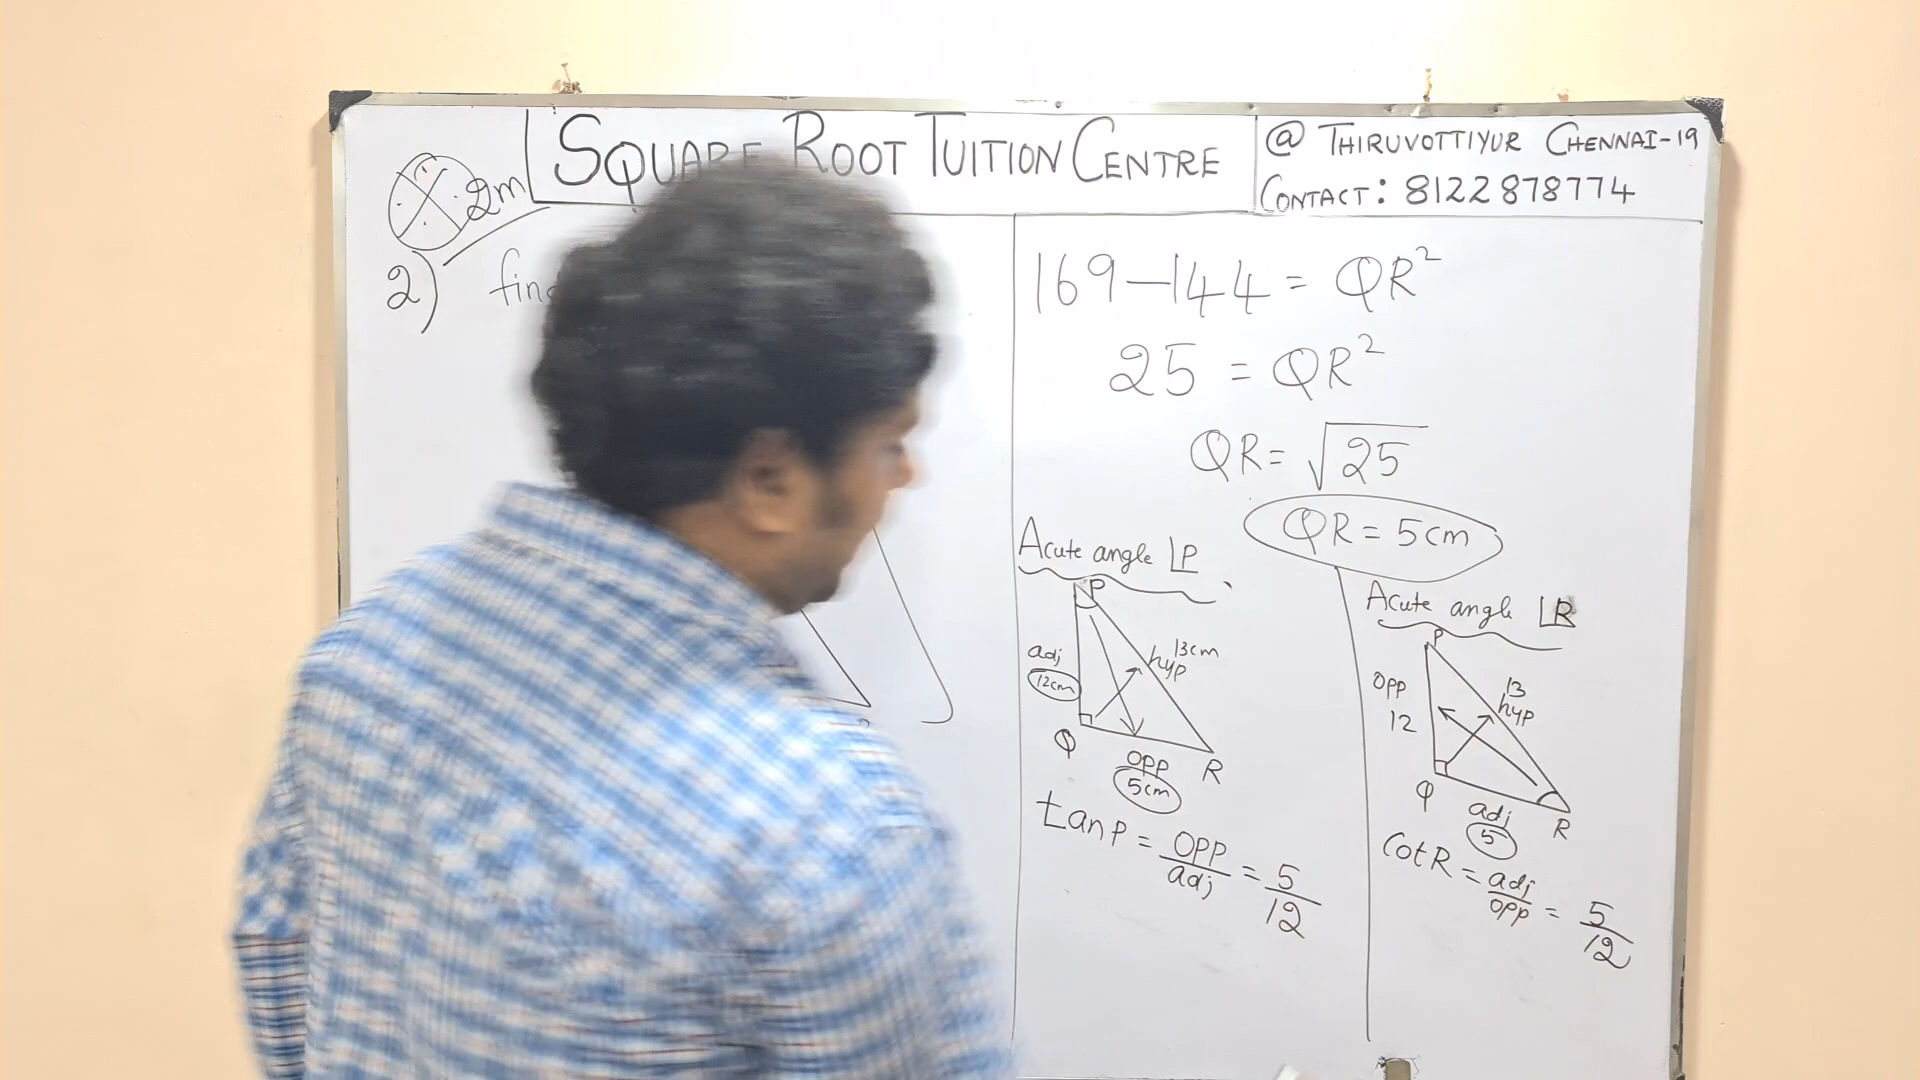 SQUARE ROOT TUITION CENTRE
@ THIRUVOTTIYUR CHENNAI-19
CONTACT: 8122878774
2m
2)
169-144 = QR²
25 = QR²
QR = √25
QR = 5cm
Acute angle ∟P
P
adj
12cm
13cm
hyp
Q
opp
5cm
R
tan P = opp/adj = 5/12
Acute angle ∟R
P
opp
12
13
hyp
Q
adj
5
R
cot R = adj/opp = 5/12